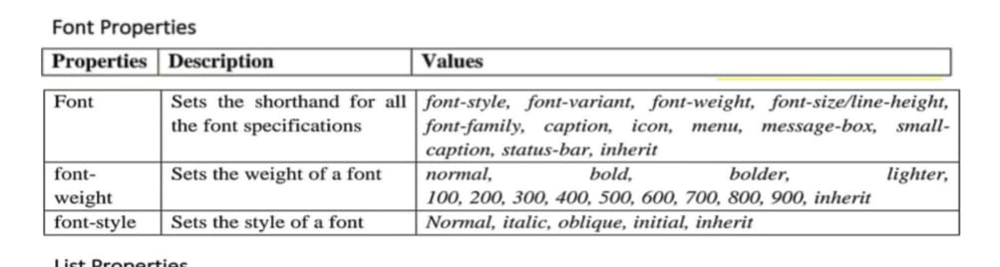 Font Properties
Properties Description Values
Font Sets the shorthand for all font-style, font-variant, font-weight, font-size/line-height,
the font specifications font-family, caption, icon, menu, message-box, small-
caption, status-bar, inherit
font- Sets the weight of a font normal, bold, bolder, lighter,
weight 100, 200, 300, 400, 500, 600, 700, 800, 900, inherit
font-style Sets the style of a font Normal, italic, oblique, initial, inherit
List Properties